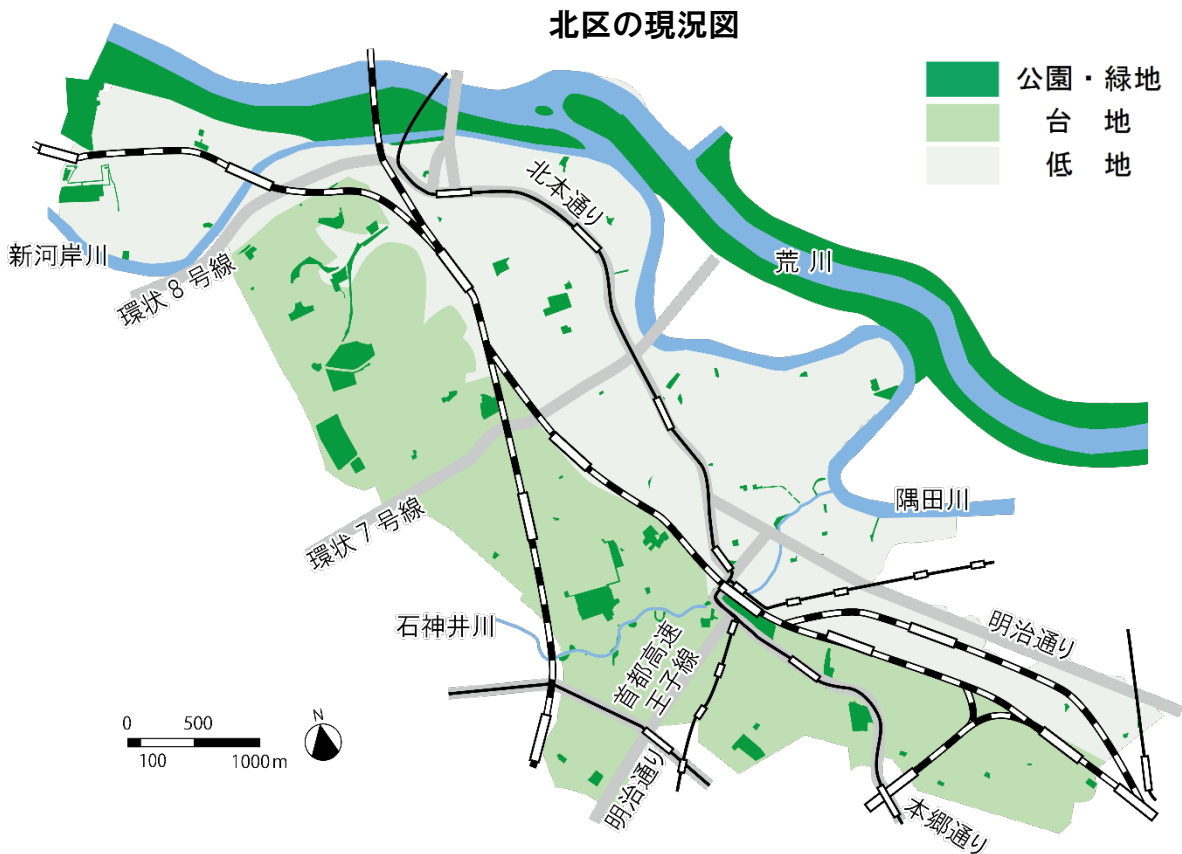 北区の現況図
公園・緑地
台 地
低 地
北本通り
新河岸川
環状8号線
荒 川
隅田川
環状7号線
石神井川
首都高速
王子線
明治通り
明治通り
本郷通り
0 500
100 1000m
N